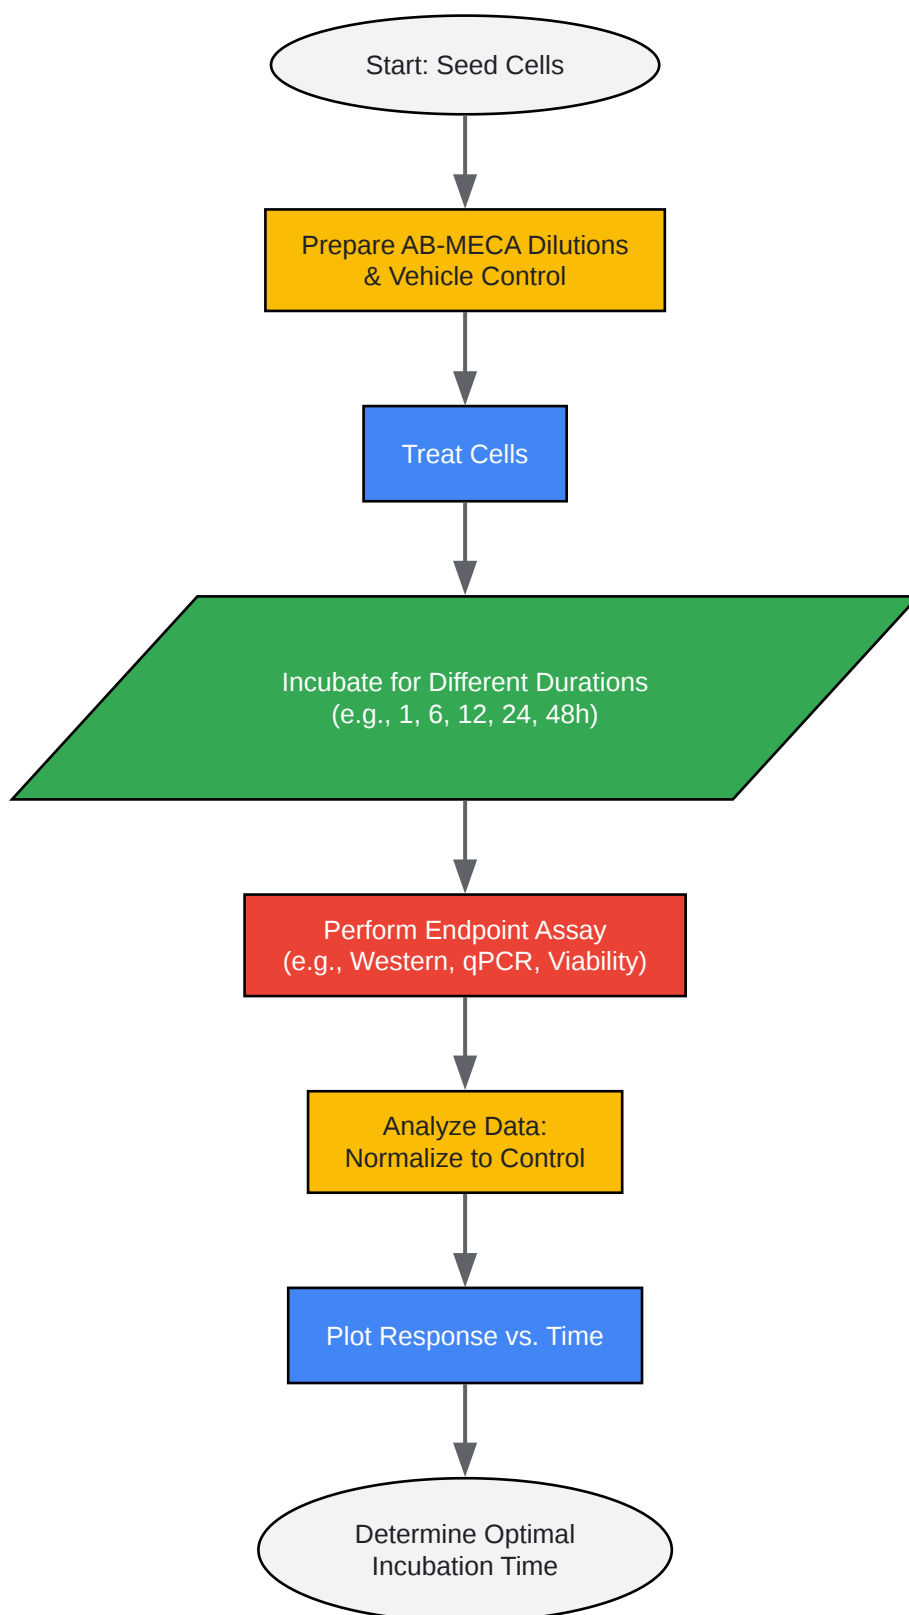 Start: Seed Cells
Prepare AB-MECA Dilutions
& Vehicle Control
Treat Cells
Incubate for Different Durations
(e.g., 1, 6, 12, 24, 48h)
Perform Endpoint Assay
(e.g., Western, qPCR, Viability)
Analyze Data:
Normalize to Control
Plot Response vs. Time
Determine Optimal
Incubation Time